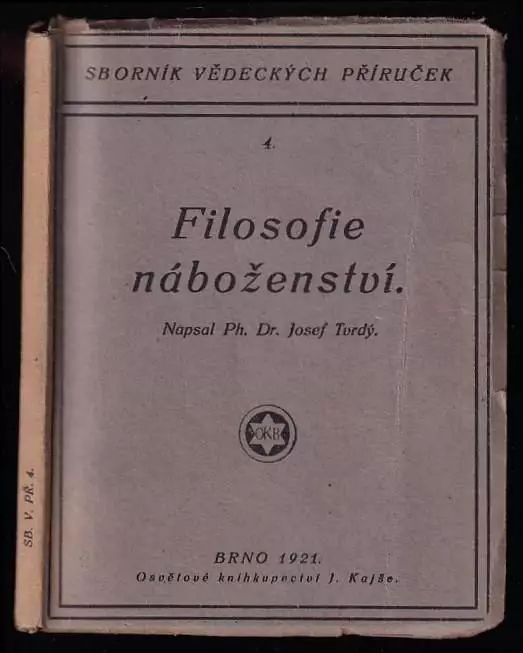 SBORNÍK VĚDECKÝCH PŘÍRUČEK
4.
Filosofie
náboženství.
Napsal Ph. Dr. Josef Tvrdý.
OKB
BRNO 1921.
Osvětové knihkupectví J. Kajše.
SB. V. PŘ. 4.